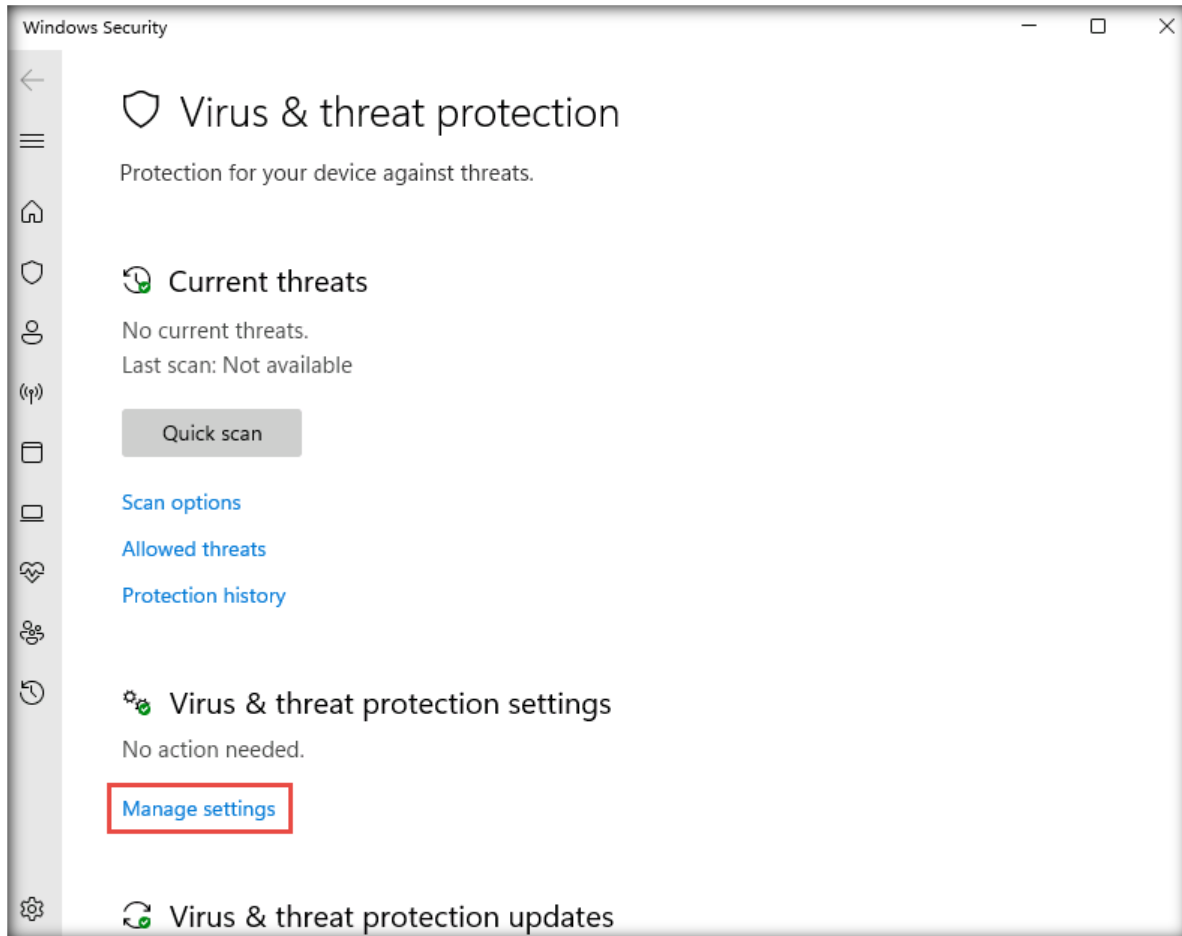 Windows Security
Virus & threat protection
Protection for your device against threats.
Current threats
No current threats.
Last scan: Not available
Quick scan
Scan options
Allowed threats
Protection history
Virus & threat protection settings
No action needed.
Manage settings
Virus & threat protection updates